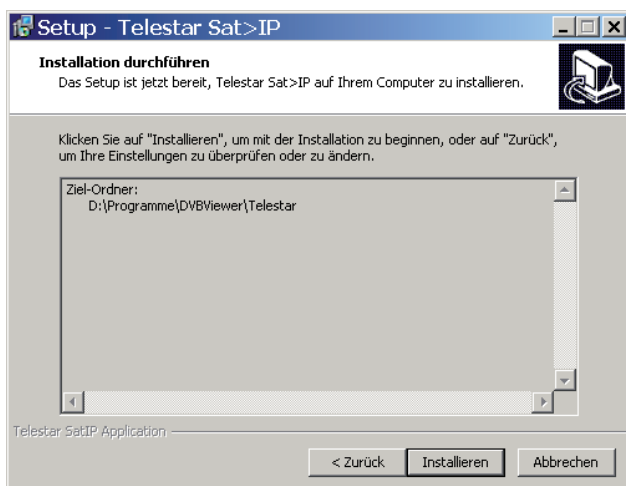 Setup - Telestar Sat>IP
Installation durchführen
Das Setup ist jetzt bereit, Telestar Sat>IP auf Ihrem Computer zu installieren.
Klicken Sie auf "Installieren", um mit der Installation zu beginnen, oder auf "Zurück",
um Ihre Einstellungen zu überprüfen oder zu ändern.
Ziel-Ordner:
D:\Programme\DVBViewer\Telestar
Telestar SatIP Application
< Zurück Installieren Abbrechen